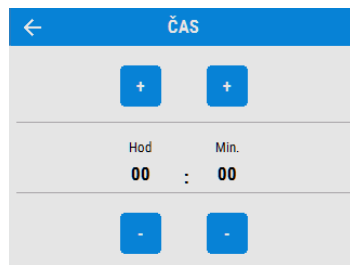 ČAS
+ +
Hod Min.
00 : 00
- -